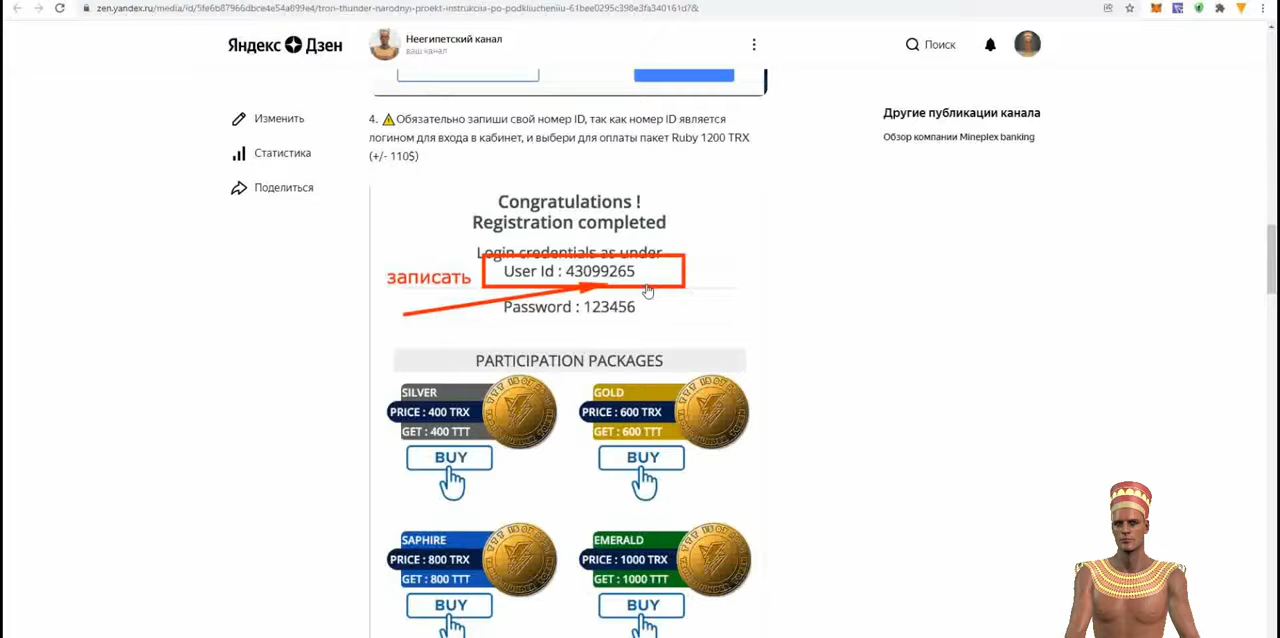 zen.yandex.ru/media/id/5fe6b87966dbce4e54a899e4/tron-thunder-narodnyi-proekt-instrukciia-po-podkliucheniiu-61bee0295c398e3fa340161d?&
Яндекс Дзен
Неегипетский канал
ваш канал
Поиск
Изменить
Статистика
Поделиться
4. ⚠Обязательно запиши свой номер ID, так как номер ID является
логином для входа в кабинет, и выбери для оплаты пакет Ruby 1200 TRX
(+/- 110$)
Другие публикации канала
Обзор компании Mineplex banking
Congratulations !
Registration completed
Login credentials as under
записать
User Id : 43099265
Password : 123456
PARTICIPATION PACKAGES
SILVER
PRICE : 400 TRX
GET : 400 TTT
BUY
GOLD
PRICE : 600 TRX
GET : 600 TTT
BUY
SAPHIRE
PRICE : 800 TRX
GET : 800 TTT
BUY
EMERALD
PRICE : 1000 TRX
GET : 1000 TTT
BUY